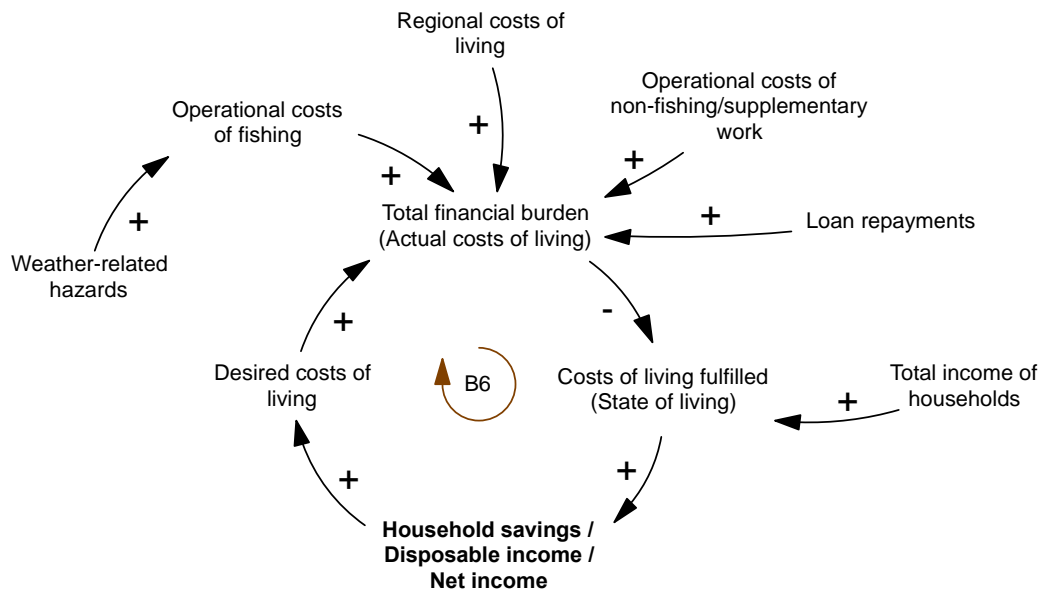 Regional costs of
living
Operational costs of
non-fishing/supplementary
work
Operational costs
of fishing
+
+
+
+
+
Total financial burden
(Actual costs of living)
Loan repayments
Weather-related
hazards
+
-
Desired costs of
living
B6
Costs of living fulfilled
(State of living)
Total income of
households
+
+
+
Household savings /
Disposable income /
Net income